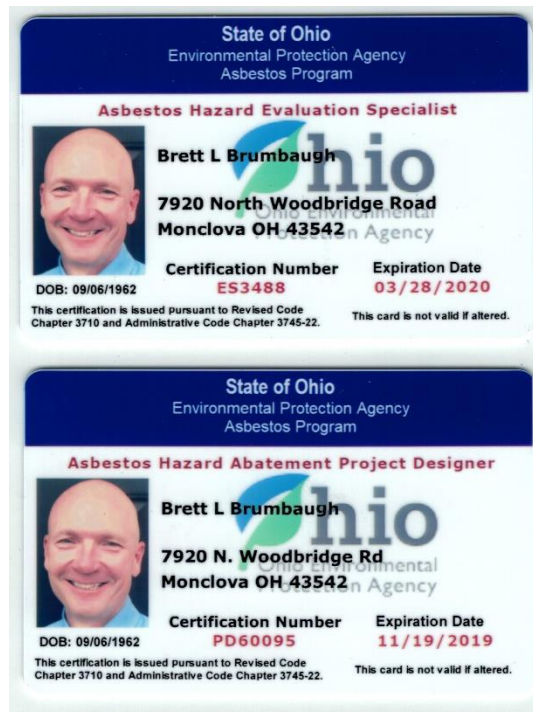 State of Ohio
Environmental Protection Agency
Asbestos Program
Asbestos Hazard Evaluation Specialist
Brett L Brumbaugh
Ohio
7920 North Woodbridge Road
Ohio Environmental
Monclova OH 43542
Protection Agency
Certification Number
Expiration Date
DOB: 09/06/1962
ES3488
03/28/2020
This certification is issued pursuant to Revised Code
Chapter 3710 and Administrative Code Chapter 3745-22.
This card is not valid if altered.
State of Ohio
Environmental Protection Agency
Asbestos Program
Asbestos Hazard Abatement Project Designer
Brett L Brumbaugh
Ohio
7920 N. Woodbridge Rd
Ohio Environmental
Monclova OH 43542
Protection Agency
Certification Number
Expiration Date
DOB: 09/06/1962
PD60095
11/19/2019
This certification is issued pursuant to Revised Code
Chapter 3710 and Administrative Code Chapter 3745-22.
This card is not valid if altered.